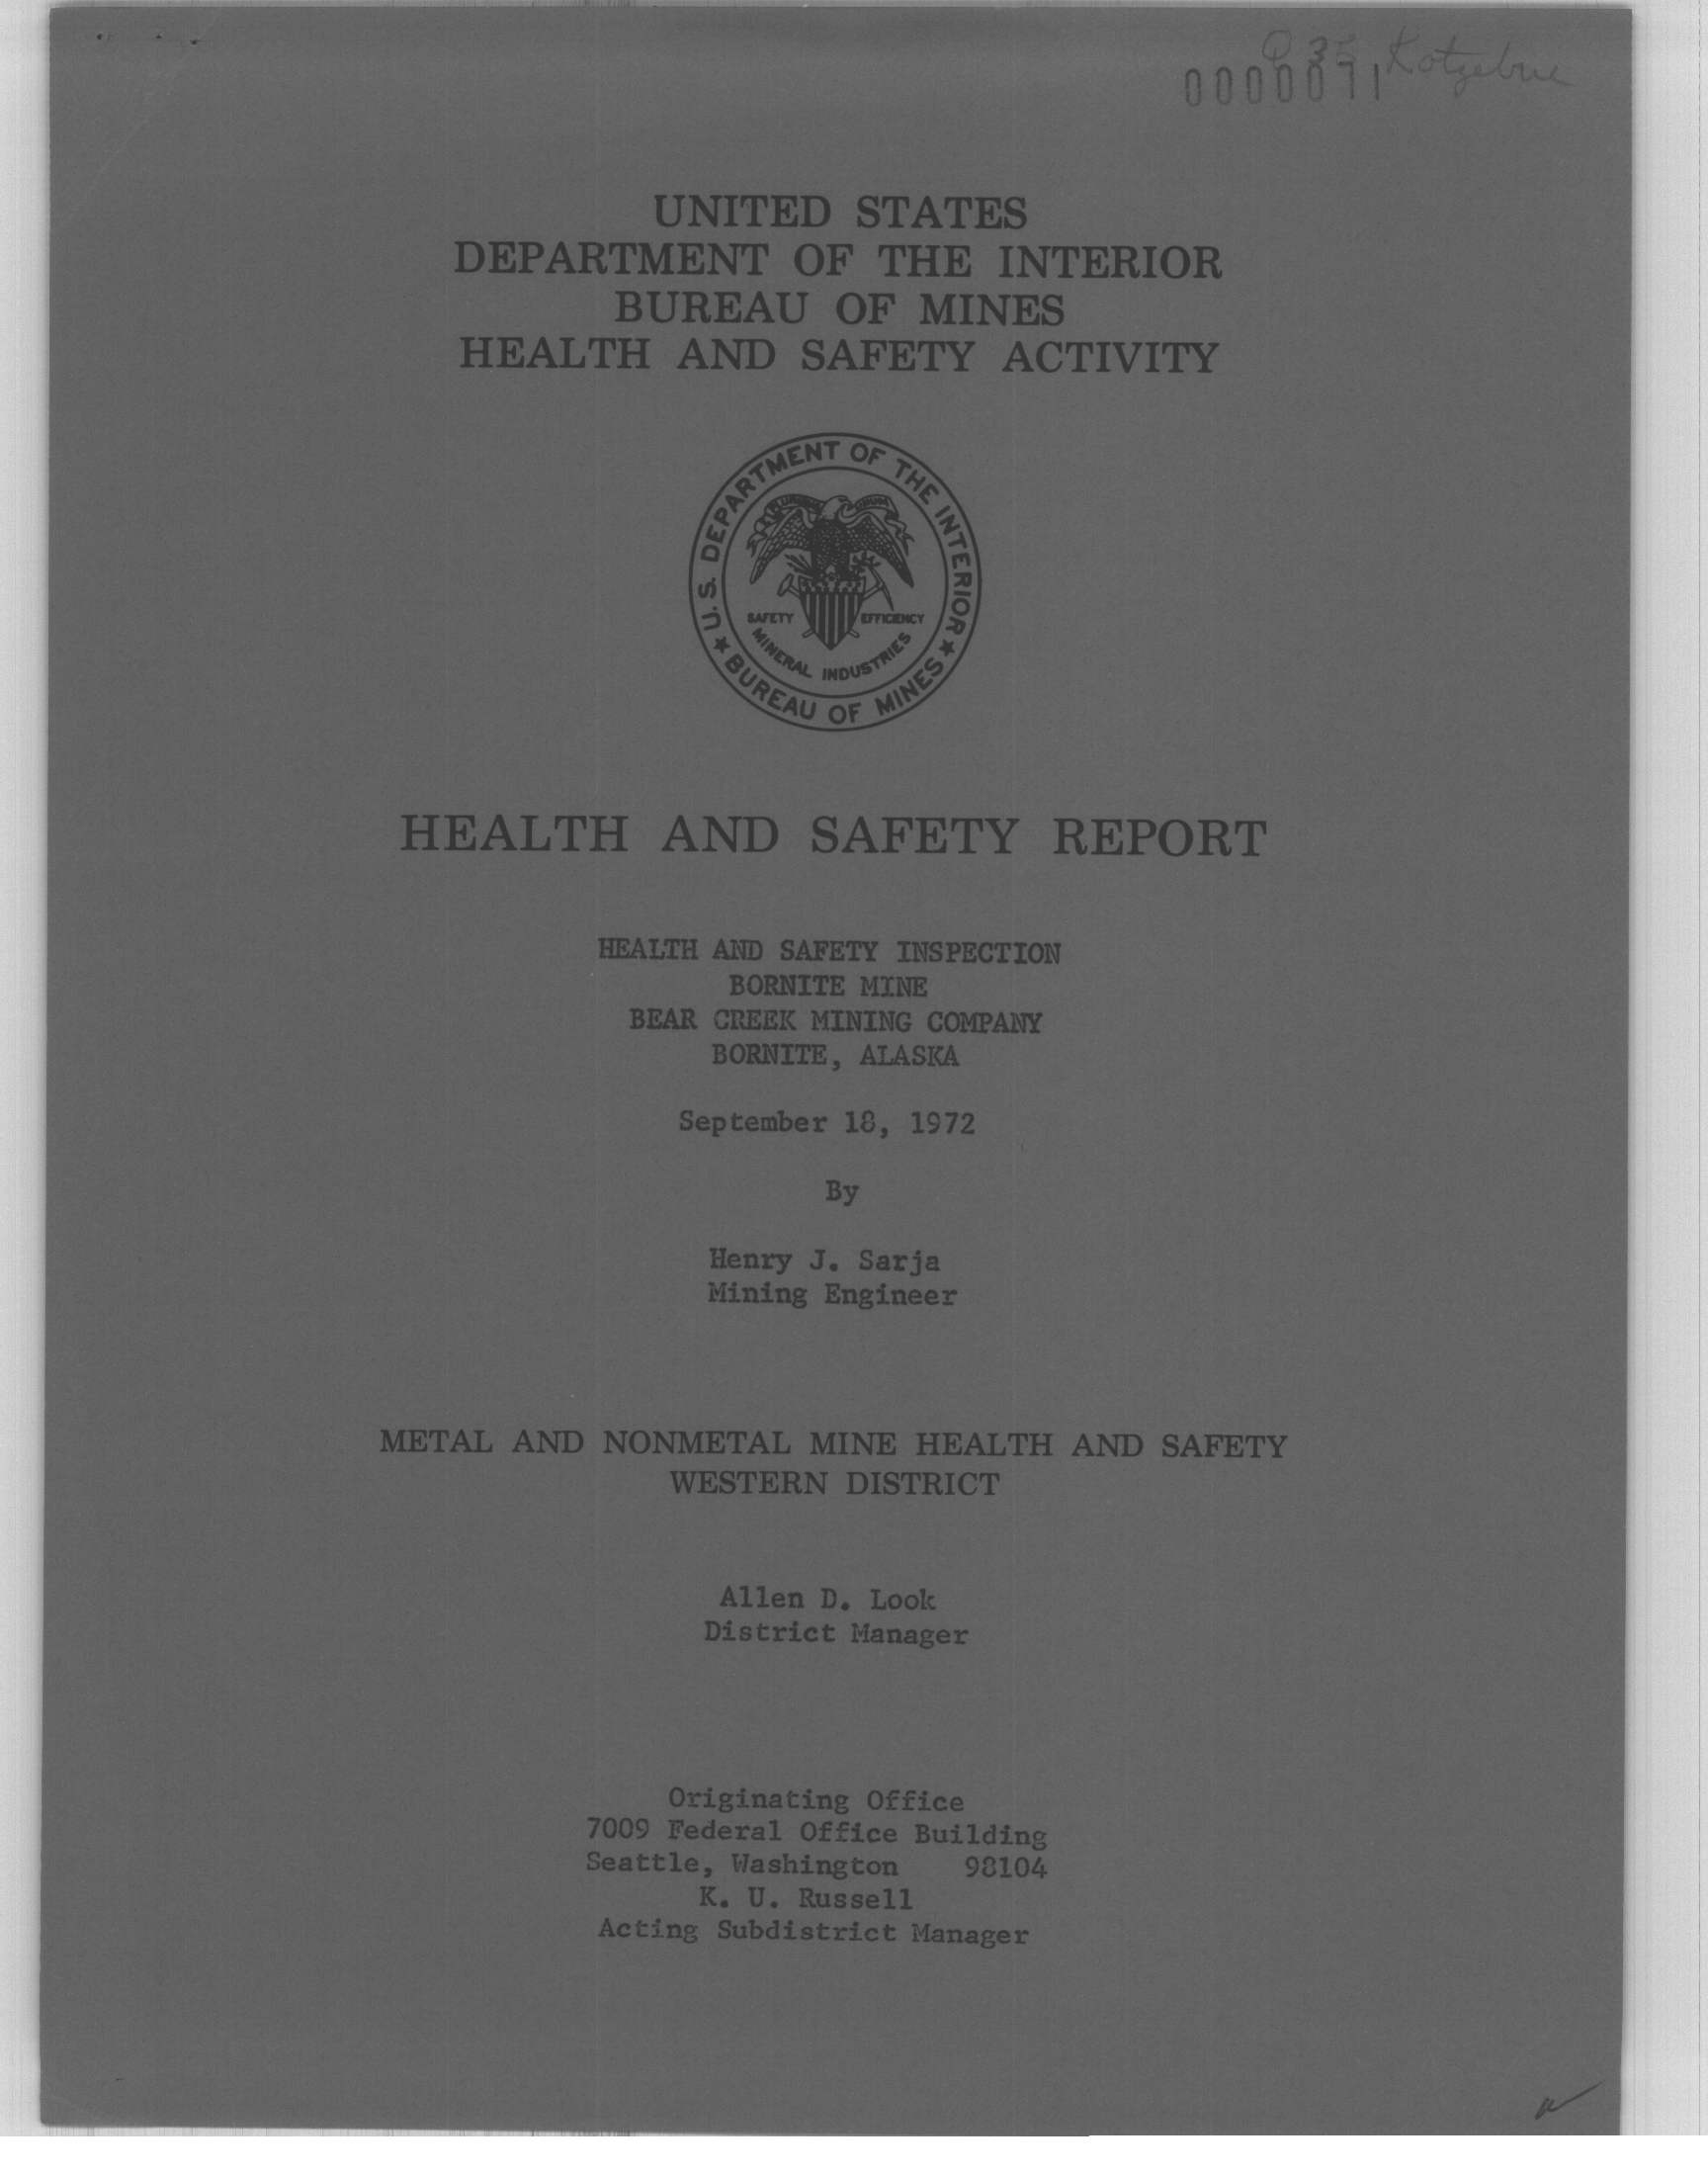 Kotzebue
0000071
UNITED STATES
DEPARTMENT OF THE INTERIOR
BUREAU OF MINES
HEALTH AND SAFETY ACTIVITY
U.S. DEPARTMENT OF THE INTERIOR
SAFETY EFFICIENCY
MINERAL INDUSTRIES
BUREAU OF MINES
HEALTH AND SAFETY REPORT
HEALTH AND SAFETY INSPECTION
BORNITE MINE
BEAR CREEK MINING COMPANY
BORNITE, ALASKA
September 18, 1972
By
Henry J. Sarja
Mining Engineer
METAL AND NONMETAL MINE HEALTH AND SAFETY
WESTERN DISTRICT
Allen D. Look
District Manager
Originating Office
7009 Federal Office Building
Seattle, Washington 98104
K. U. Russell
Acting Subdistrict Manager